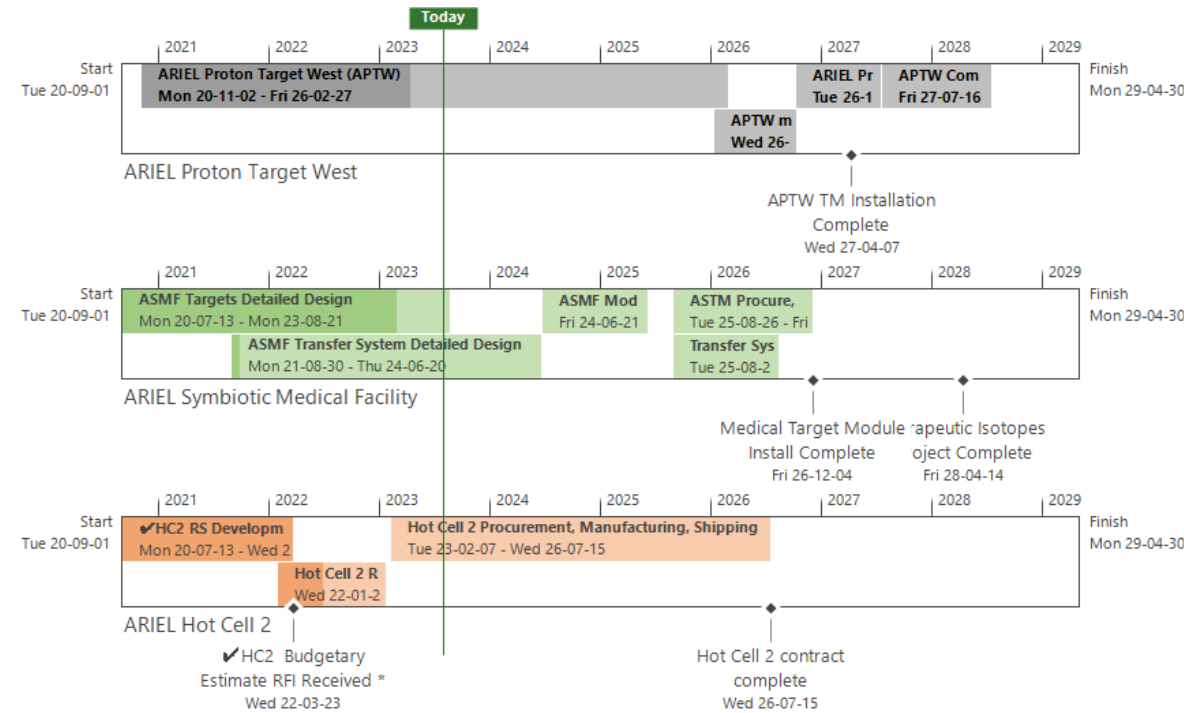 Today
2021 2022 2023 2024 2025 2026 2027 2028 2029
Start
Tue 20-09-01
ARIEL Proton Target West (APTW)
Mon 20-11-02 - Fri 26-02-27
ARIEL Pr
Tue 26-1
APTW Com
Fri 27-07-16
Finish
Mon 29-04-30
APTW m
Wed 26-
ARIEL Proton Target West
APTW TM Installation
Complete
Wed 27-04-07
2021 2022 2023 2024 2025 2026 2027 2028 2029
Start
Tue 20-09-01
ASMF Targets Detailed Design
Mon 20-07-13 - Mon 23-08-21
ASMF Mod
Fri 24-06-21
ASTM Procure,
Tue 25-08-26 - Fri
Finish
Mon 29-04-30
ASMF Transfer System Detailed Design
Mon 21-08-30 - Thu 24-06-20
Transfer Sys
Tue 25-08-2
ARIEL Symbiotic Medical Facility
Medical Target Module
Install Complete
Fri 26-12-04
rapeutic Isotopes
oject Complete
Fri 28-04-14
2021 2022 2023 2024 2025 2026 2027 2028 2029
Start
Tue 20-09-01
✔HC2 RS Developm
Mon 20-07-13 - Wed 2
Hot Cell 2 Procurement, Manufacturing, Shipping
Tue 23-02-07 - Wed 26-07-15
Finish
Mon 29-04-30
Hot Cell 2 R
Wed 22-01-2
ARIEL Hot Cell 2
✔HC2 Budgetary
Estimate RFI Received *
Wed 22-03-23
Hot Cell 2 contract
complete
Wed 26-07-15